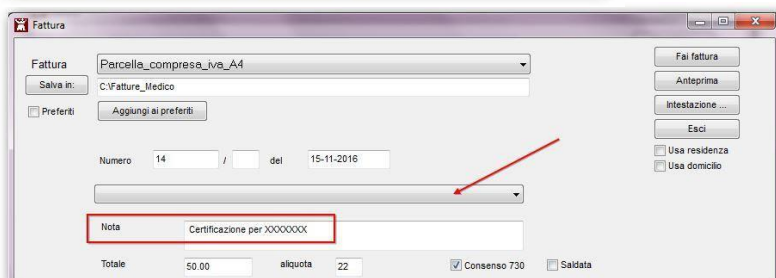 Fattura
Fattura Parcella_compresa_iva_A4 Fai fattura
Salva in: C:\Fatture_Medico Anteprima
Preferiti Aggiungi ai preferiti Intestazione ...
Esci
Numero 14 / del 15-11-2016 Usa residenza
Usa domicilio
Nota Certificazione per XXXXXXX
Totale 50.00 aliquota 22 Consenso 730 Saldata